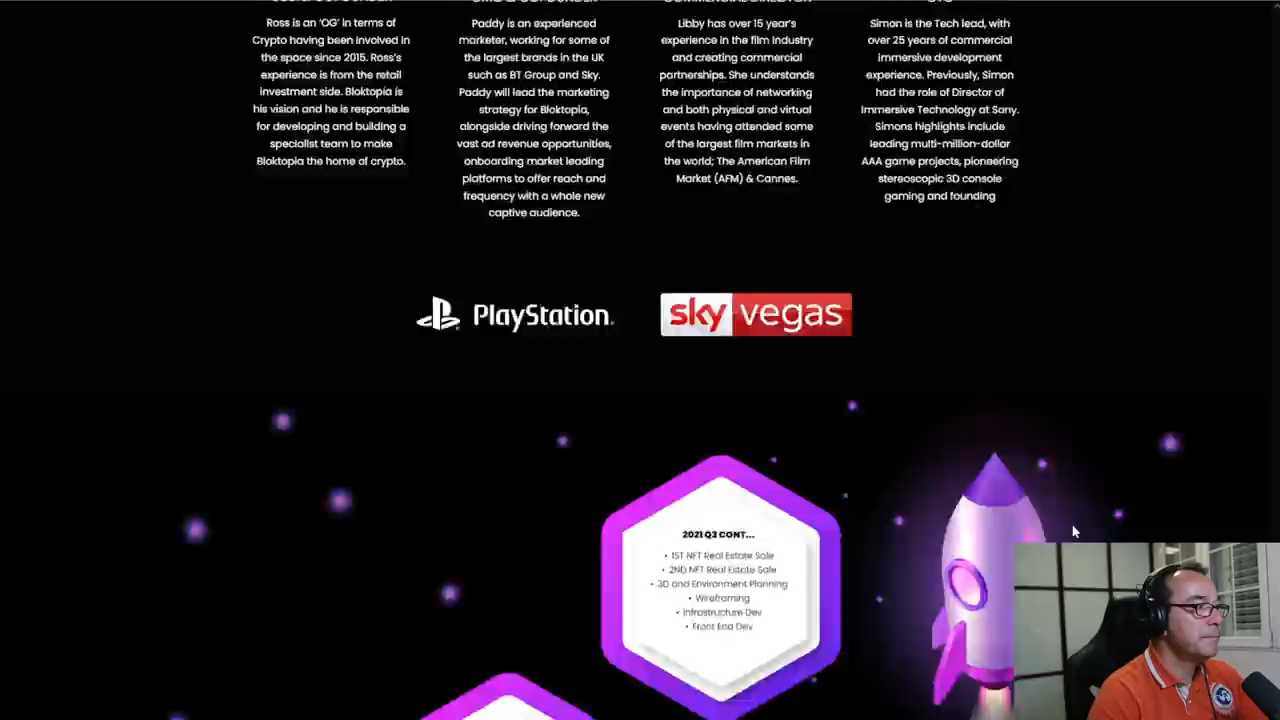 Ross is an 'OG' in terms of
Crypto having been involved in
the space since 2015. Ross's
experience is from the retail
investment side. Bloktopia is
his vision and he is responsible
for developing and building a
specialist team to make
Bloktopia the home of crypto.
Paddy is an experienced
marketer, working for some of
the largest brands in the UK
such as BT Group and Sky.
Paddy will lead the marketing
strategy for Bloktopia,
alongside driving forward the
vast ad revenue opportunities,
onboarding market leading
platforms to offer reach and
frequency with a whole new
captive audience.
Libby has over 15 year's
experience in the film industry
and creating commercial
partnerships. She understands
the importance of networking
and both physical and virtual
events having attended some
of the largest film markets in
the world; The American Film
Market (AFM) & Cannes.
Simon is the Tech lead, with
over 25 years of commercial
immersive development
experience. Previously, Simon
had the role of Director of
Immersive Technology at Sony.
Simons highlights include
leading multi-million-dollar
AAA game projects, pioneering
stereoscopic 3D console
gaming and founding
PlayStation.
sky vegas
2021 Q3 CONT...
• 1ST NFT Real Estate Sale
• 2ND NFT Real Estate Sale
• 3D and Environment Planning
• Wireframing
• Infrastructure Dev
• Front End Dev